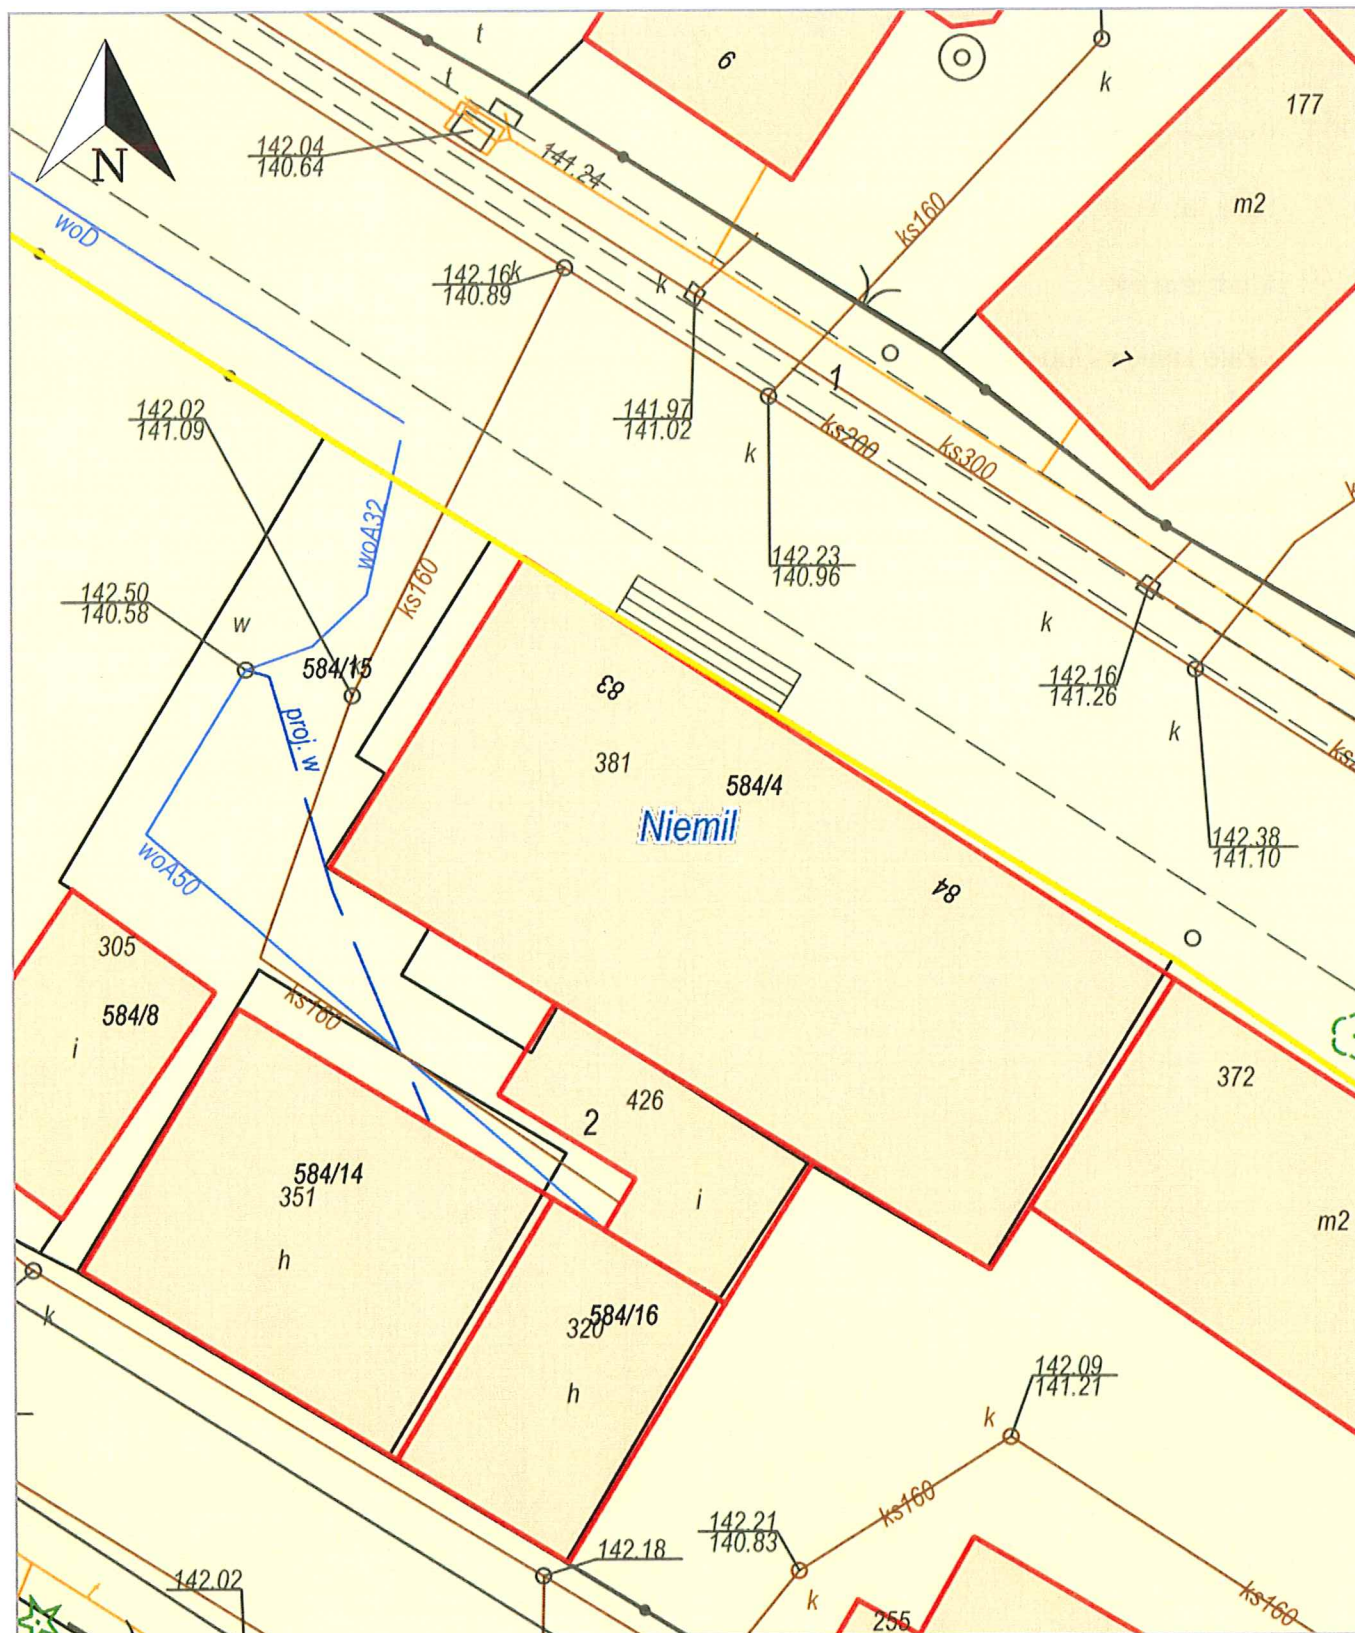 t
t
6
k
177
142.04
140.64
N
141.24
m2
ks160
woD
142.16
140.89
k
k
1
7
142.02
141.09
141.97
141.02
k
ks200
ks300
woA32
142.23
140.96
ks160
142.50
140.58
w
k
584/15
83
142.16
141.26
proj. w
381
584/4
k
Niemil
142.38
141.10
woA50
84
305
ks160
584/8
i
372
426
2
584/14
351
i
m2
h
k
584/16
320
h
142.09
141.21
k
ks160
142.21
140.83
142.18
142.02
t
k
ks160
255